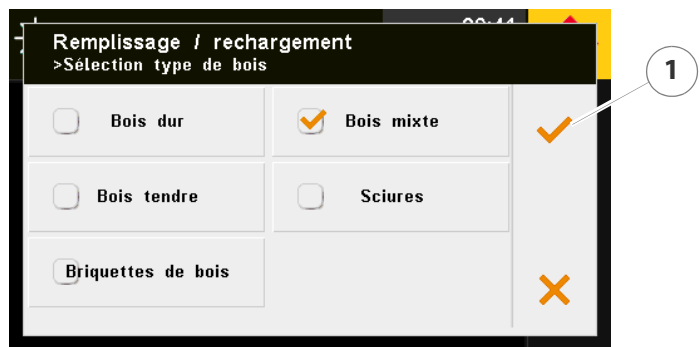 Remplissage / rechargement
>Sélection type de bois
Bois dur
Bois mixte
Bois tendre
Sciures
Briquettes de bois
1